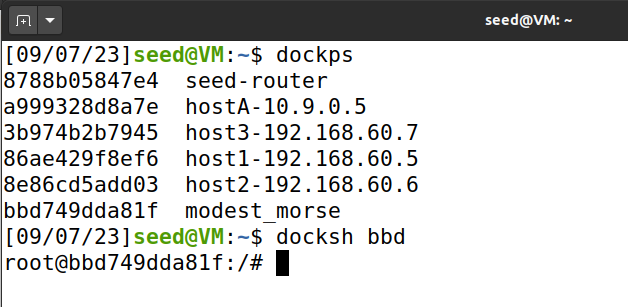 seed@VM: ~
[09/07/23]seed@VM:~$ dockps
8788b05847e4  seed-router
a999328d8a7e  hostA-10.9.0.5
3b974b2b7945  host3-192.168.60.7
86ae429f8ef6  host1-192.168.60.5
8e86cd5add03  host2-192.168.60.6
bbd749dda81f  modest_morse
[09/07/23]seed@VM:~$ docksh bbd
root@bbd749dda81f:/#